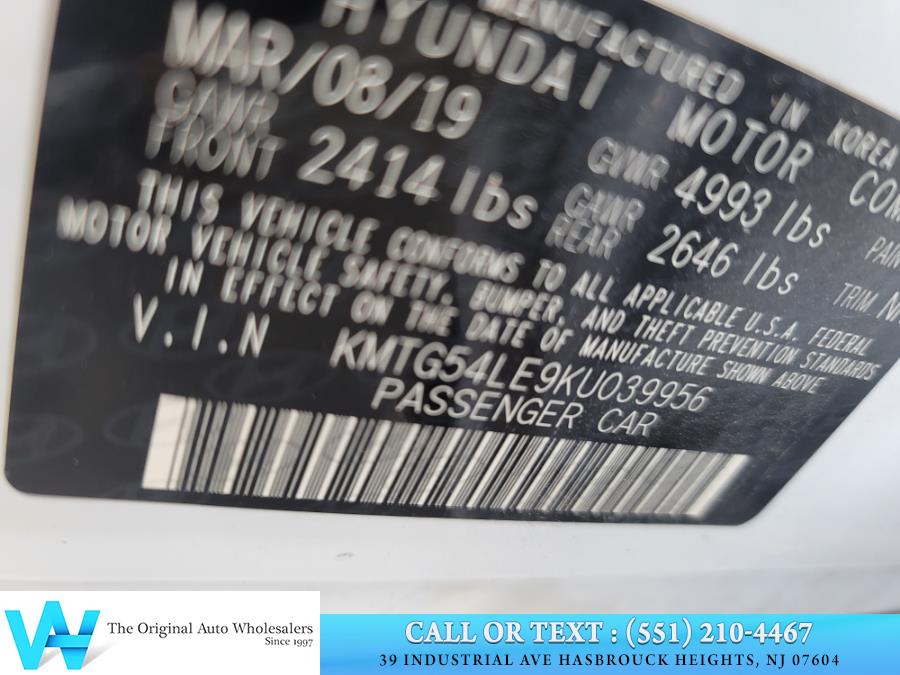 MANUFACTURED IN KOREA
HYUNDAI MOTOR COM
MAR/08/19 GVWR 4993 lbs PAIN
GAWR FRONT 2414 lbs GAWR REAR 2646 lbs TRIM
THIS VEHICLE CONFORMS TO ALL APPLICABLE U.S.A. FEDERAL
MOTOR VEHICLE SAFETY, BUMPER, AND THEFT PREVENTION STANDARDS
IN EFFECT ON THE DATE OF MANUFACTURE SHOWN ABOVE
V.I.N KMTG54LE9KU039956
PASSENGER CAR
W
The Original Auto Wholesalers
Since 1997
CALL OR TEXT : (551) 210-4467
39 INDUSTRIAL AVE HASBROUCK HEIGHTS, NJ 07604